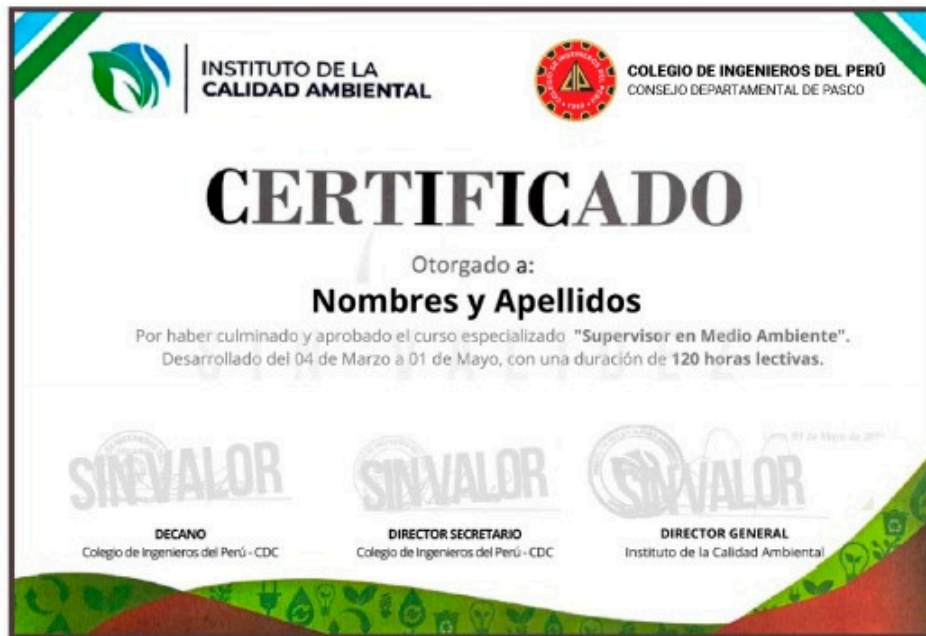 INSTITUTO DE LA
CALIDAD AMBIENTAL
COLEGIO DE INGENIEROS DEL PERÚ
CONSEJO DEPARTAMENTAL DE PASCO
CERTIFICADO
Otorgado a:
Nombres y Apellidos
Por haber culminado y aprobado el curso especializado "Supervisor en Medio Ambiente".
Desarrollado del 04 de Marzo a 01 de Mayo, con una duración de 120 horas lectivas.
SIN VALIDEZ
SIN VALOR
SIN VALOR
SIN VALOR
DECANO
Colegio de Ingenieros del Perú - CDC
DIRECTOR SECRETARIO
Colegio de Ingenieros del Perú - CDC
DIRECTOR GENERAL
Instituto de la Calidad Ambiental